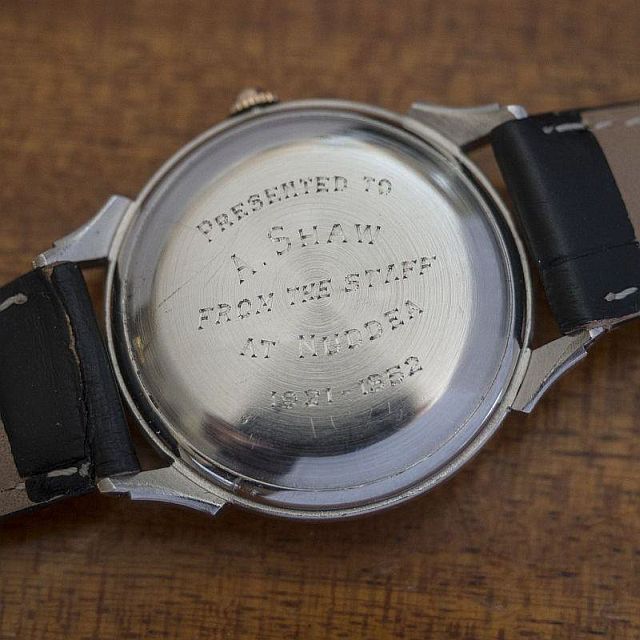 PRESENTED TO
A. SHAW
FROM THE STAFF
AT NUDDEA
1921-1952